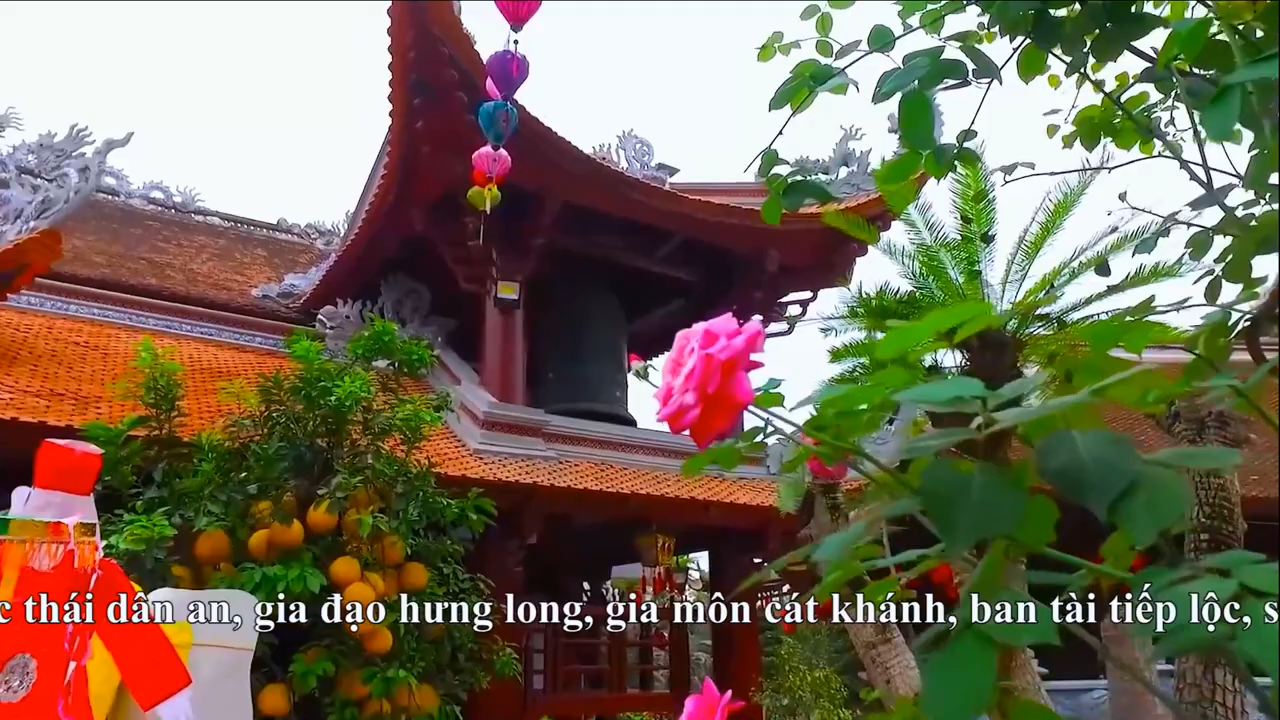 thái dân an, gia đạo hưng long, gia môn cát khánh, ban tài tiếp lộc,